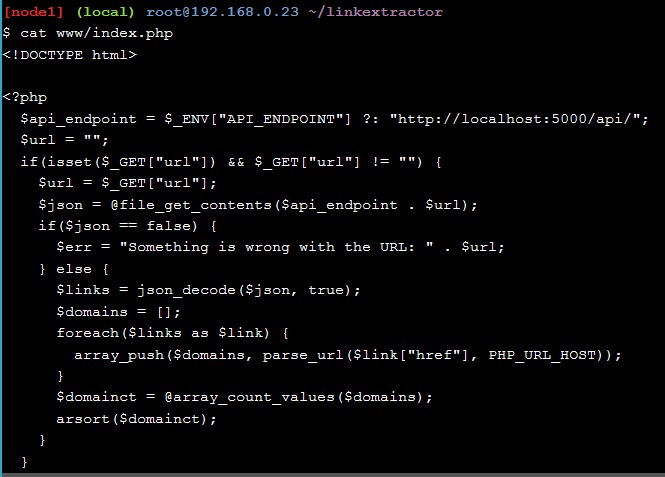 [node1] (local) root@192.168.0.23 ~/linkextractor
$ cat www/index.php
<!DOCTYPE html>

<?php
  $api_endpoint = $_ENV["API_ENDPOINT"] ?: "http://localhost:5000/api/";
  $url = "";
  if(isset($_GET["url"]) && $_GET["url"] != "") {
    $url = $_GET["url"];
    $json = @file_get_contents($api_endpoint . $url);
    if($json == false) {
      $err = "Something is wrong with the URL: " . $url;
    } else {
      $links = json_decode($json, true);
      $domains = [];
      foreach($links as $link) {
        array_push($domains, parse_url($link["href"], PHP_URL_HOST));
      }
      $domainct = @array_count_values($domains);
      arsort($domainct);
    }
  }